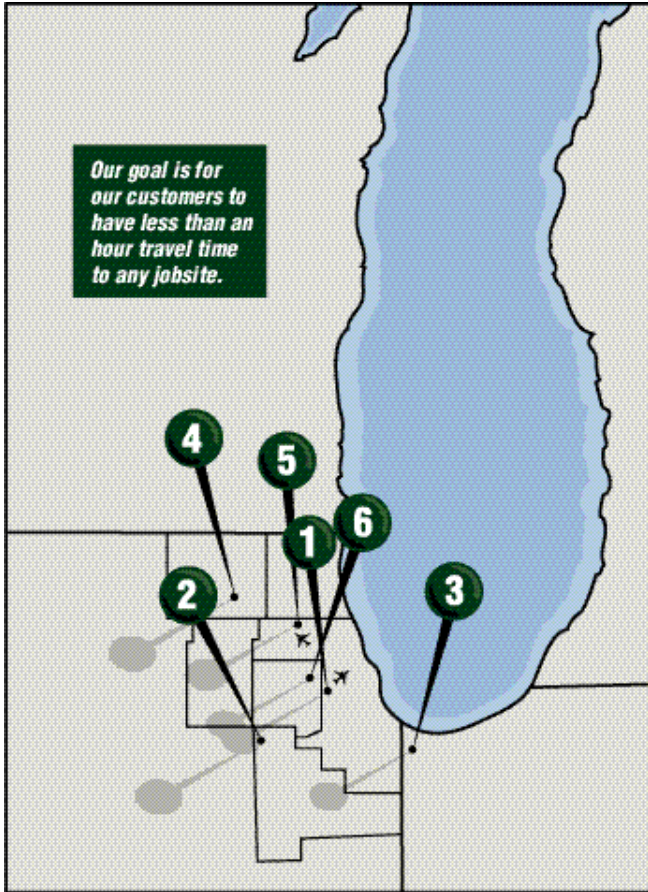 Our goal is for
our customers to
have less than an
hour travel time
to any jobsite.
4
5
6
1
2
3